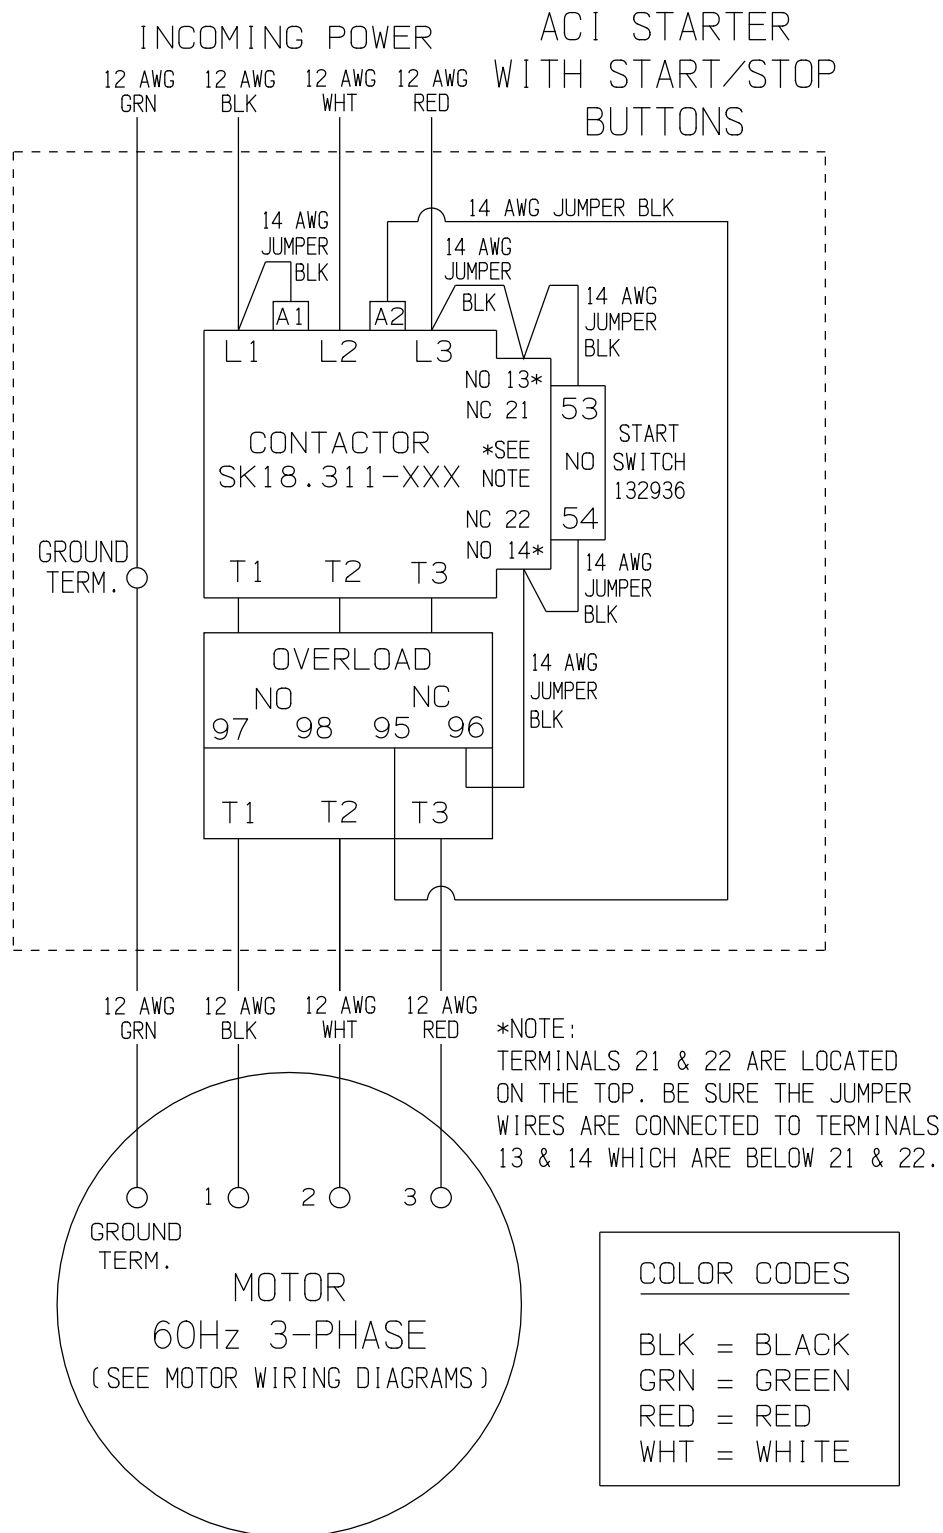 INCOMING POWER
ACI STARTER
WITH START/STOP
BUTTONS
12 AWG
GRN
12 AWG
BLK
12 AWG
WHT
12 AWG
RED
14 AWG
JUMPER
BLK
14 AWG JUMPER BLK
14 AWG
JUMPER
BLK
14 AWG
JUMPER
BLK
A1
A2
L1
L2
L3
NO 13*
NC 21
*SEE
NOTE
NC 22
NO 14*
CONTACTOR
SK18.311-XXX
53
NO
54
START
SWITCH
132936
GROUND
TERM.
T1
T2
T3
14 AWG
JUMPER
BLK
OVERLOAD
NO
NC
97
98
95
96
14 AWG
JUMPER
BLK
T1
T2
T3
12 AWG
GRN
12 AWG
BLK
12 AWG
WHT
12 AWG
RED
*NOTE:
TERMINALS 21 & 22 ARE LOCATED
ON THE TOP. BE SURE THE JUMPER
WIRES ARE CONNECTED TO TERMINALS
13 & 14 WHICH ARE BELOW 21 & 22.
1
2
3
GROUND
TERM.
MOTOR
60Hz 3-PHASE
(SEE MOTOR WIRING DIAGRAMS)
COLOR CODES
BLK = BLACK
GRN = GREEN
RED = RED
WHT = WHITE